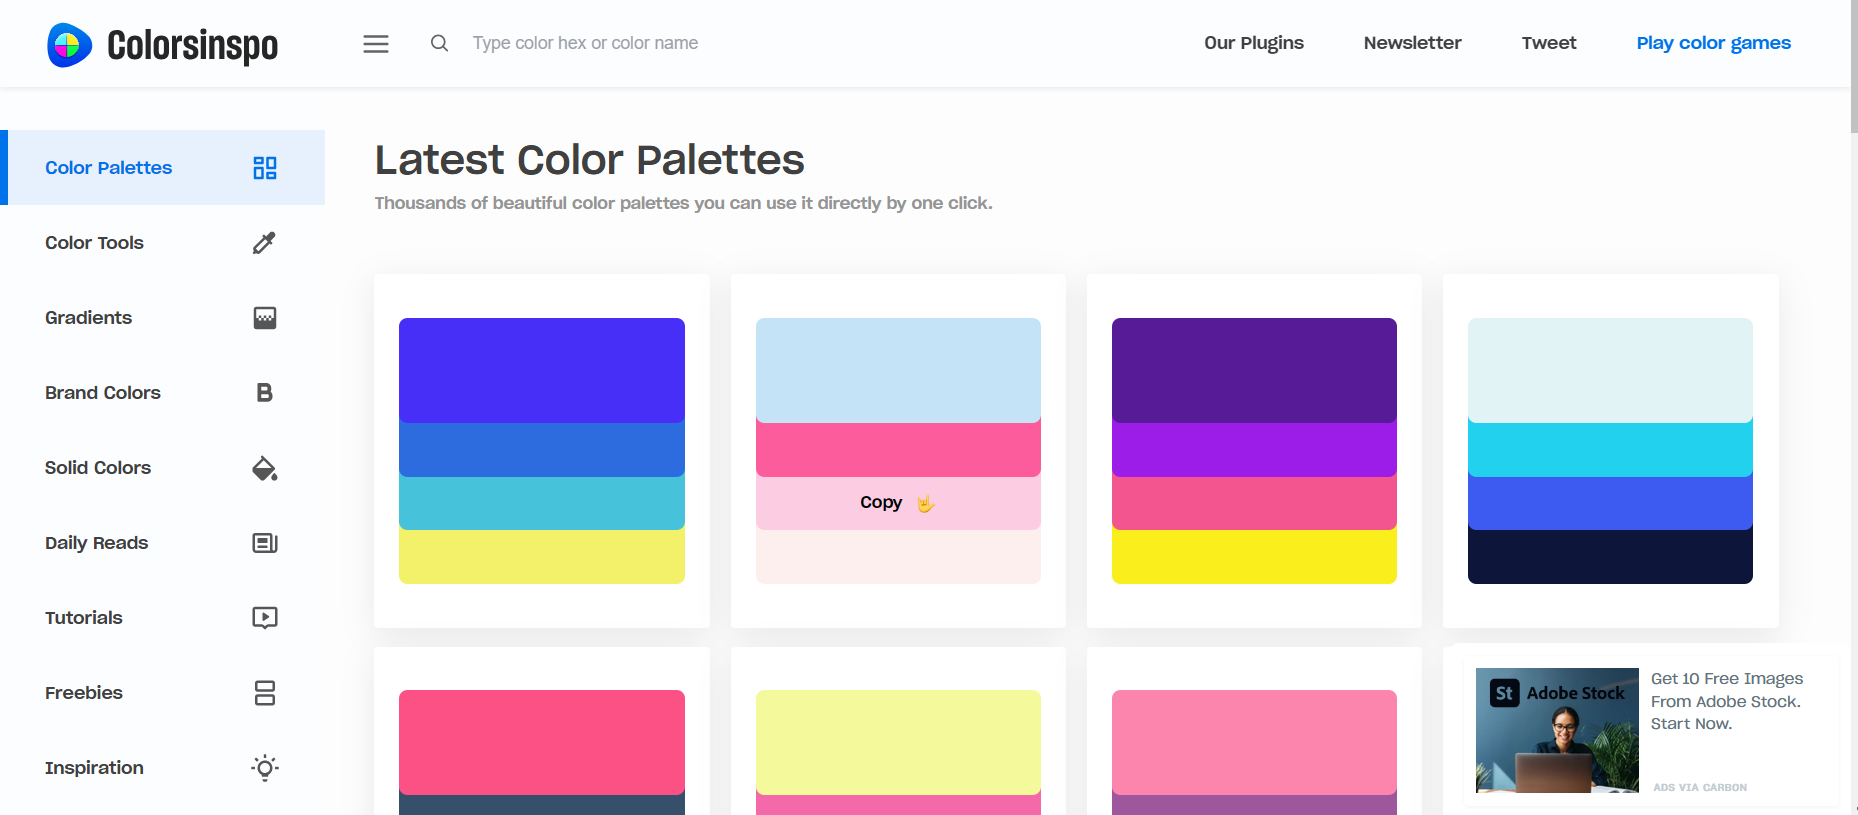 Colorsinspo
Type color hex or color name
Our Plugins
Newsletter
Tweet
Play color games
Color Palettes
Color Tools
Gradients
Brand Colors
B
Solid Colors
Daily Reads
Tutorials
Freebies
Inspiration
Latest Color Palettes
Thousands of beautiful color palettes you can use it directly by one click.
Copy
St Adobe Stock
Get 10 Free Images
From Adobe Stock.
Start Now.
ADS VIA CARBON